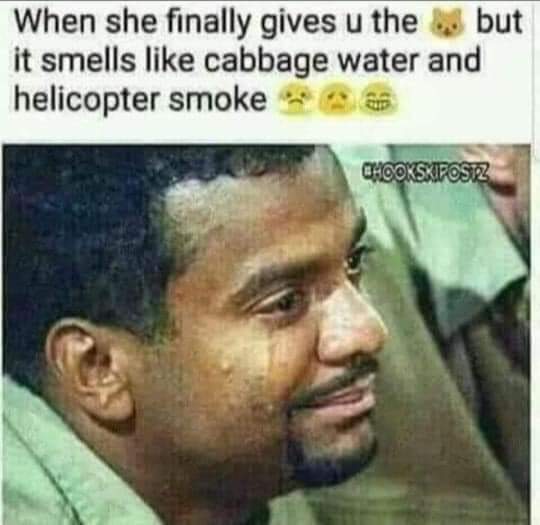 When she finally gives u the 🐱 but
it smells like cabbage water and
helicopter smoke 😤😟😂
@HOOKSKIPOSTZ